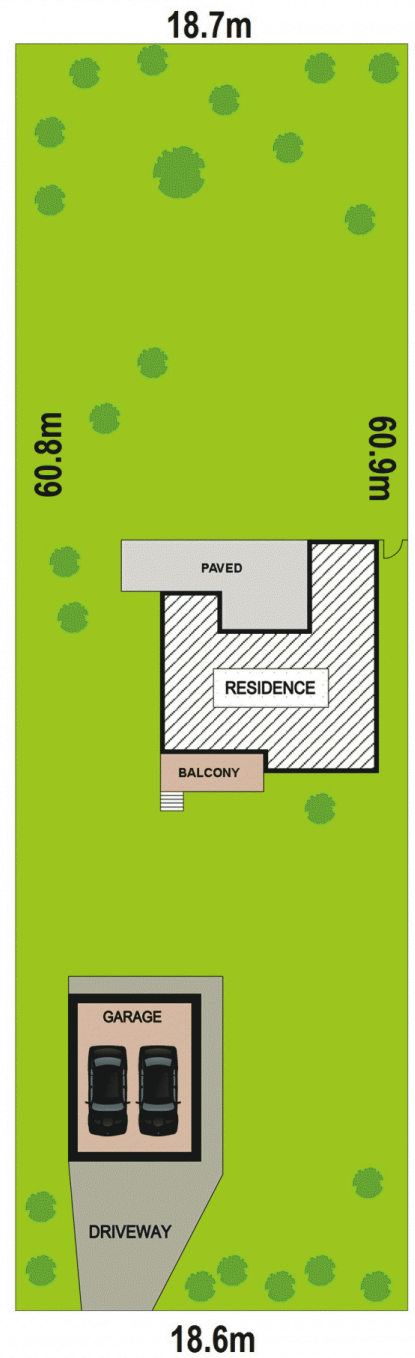 18.7m
60.8m
60.9m
PAVED
RESIDENCE
BALCONY
GARAGE
DRIVEWAY
18.6m